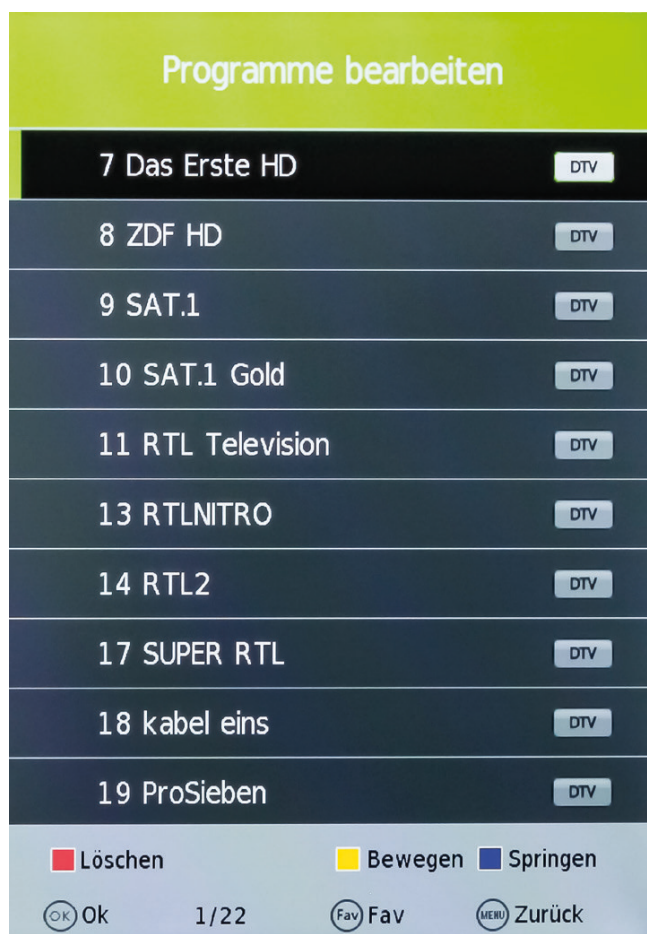 Programme bearbeiten
7 Das Erste HD DTV
8 ZDF HD DTV
9 SAT.1 DTV
10 SAT.1 Gold DTV
11 RTL Television DTV
13 RTLNITRO DTV
14 RTL2 DTV
17 SUPER RTL DTV
18 kabel eins DTV
19 ProSieben DTV
Löschen Bewegen Springen
OK Ok 1/22 Fav Fav MENU Zurück